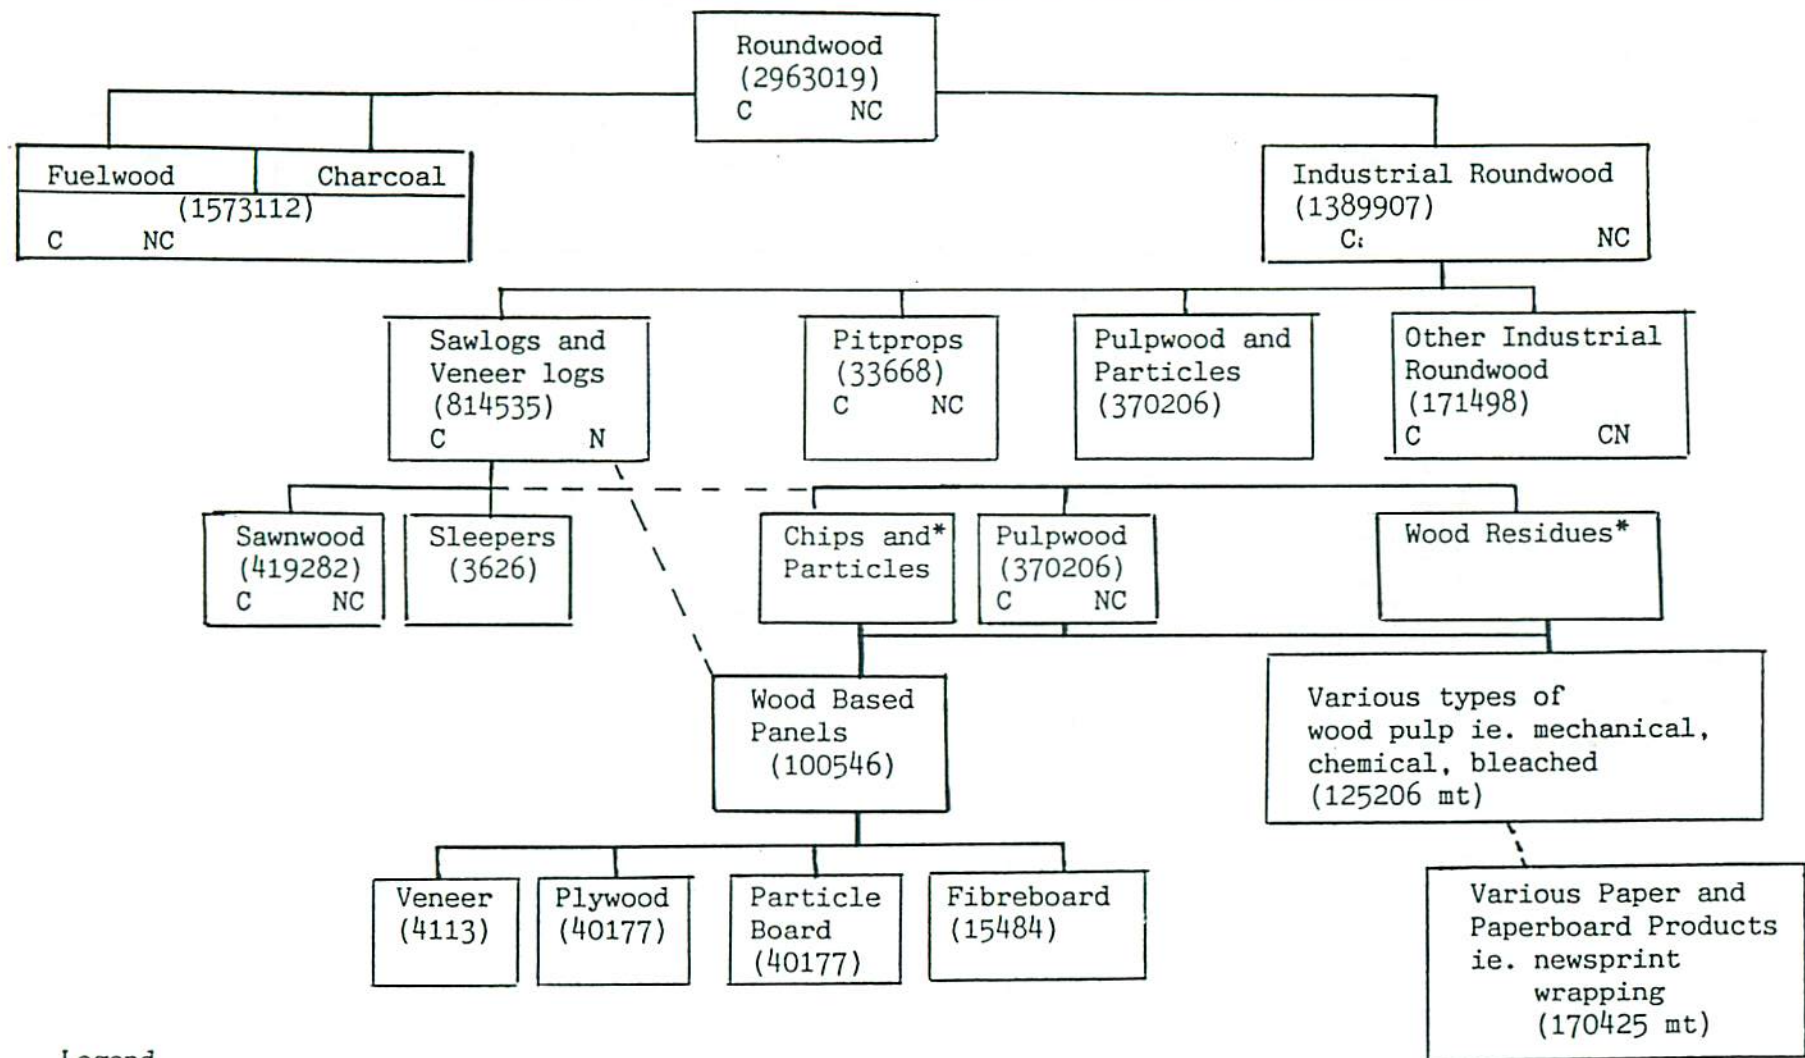 Roundwood
(2963019)
C NC
Fuelwood Charcoal
(1573112)
C NC
Industrial Roundwood
(1389907)
C. NC
Sawlogs and
Veneer logs
(814535)
C N
Pitprops
(33668)
C NC
Pulpwood and
Particles
(370206)
Other Industrial
Roundwood
(171498)
C CN
Sawnwood
(419282)
C NC
Sleepers
(3626)
Chips and*
Particles
Pulpwood
(370206)
C NC
Wood Residues*
Wood Based
Panels
(100546)
Various types of
wood pulp ie. mechanical,
chemical, bleached
(125206 mt)
Veneer
(4113)
Plywood
(40177)
Particle
Board
(40177)
Fibreboard
(15484)
Various Paper and
Paperboard Products
ie. newsprint
wrapping
(170425 mt)